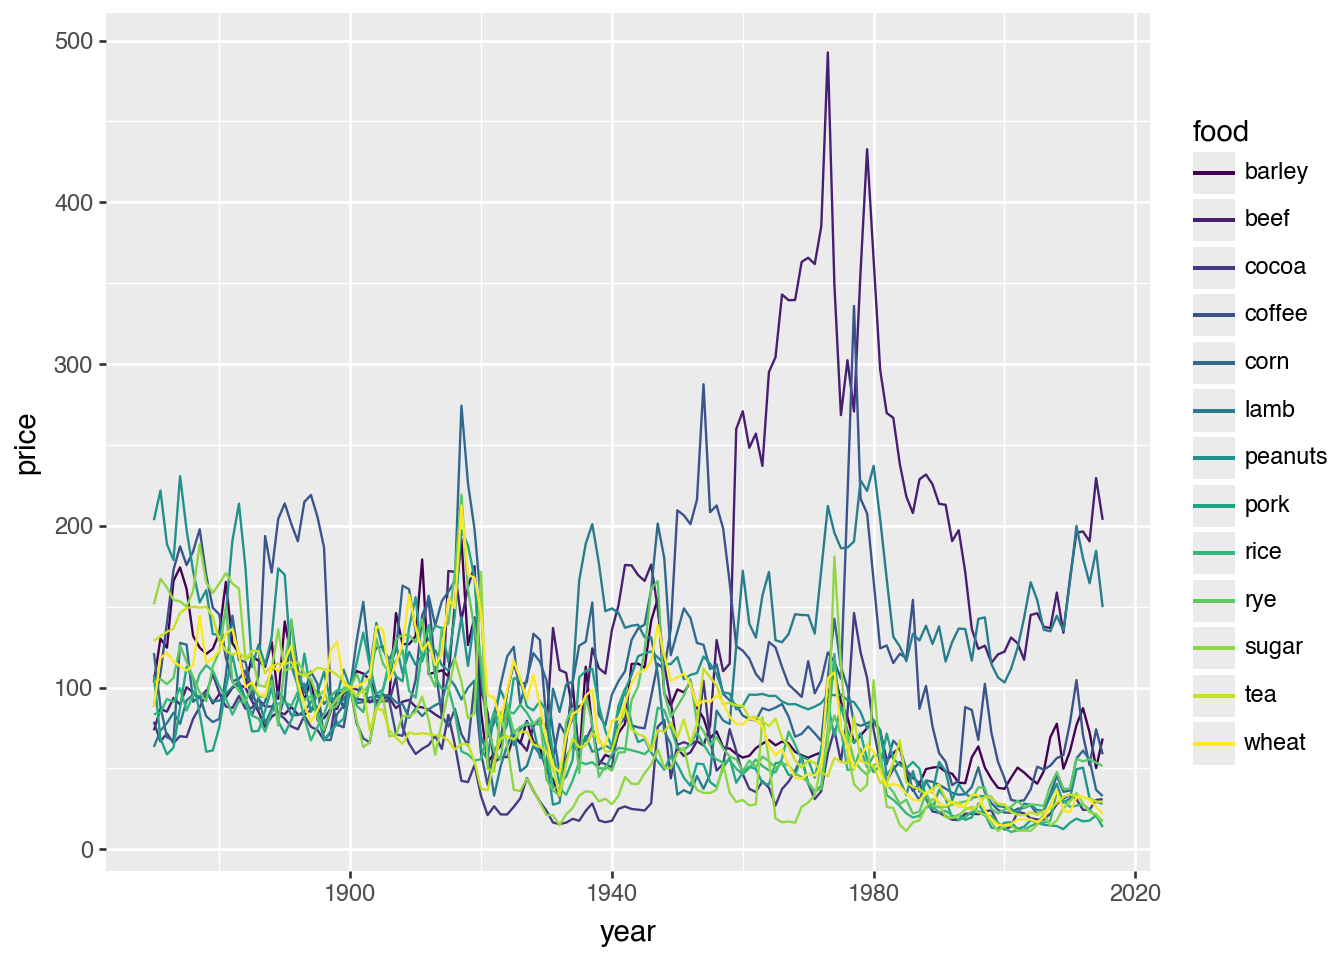 500
400
300
200
100
0
price
1900
1940
1980
2020
year
food
barley
beef
cocoa
coffee
corn
lamb
peanuts
pork
rice
rye
sugar
tea
wheat